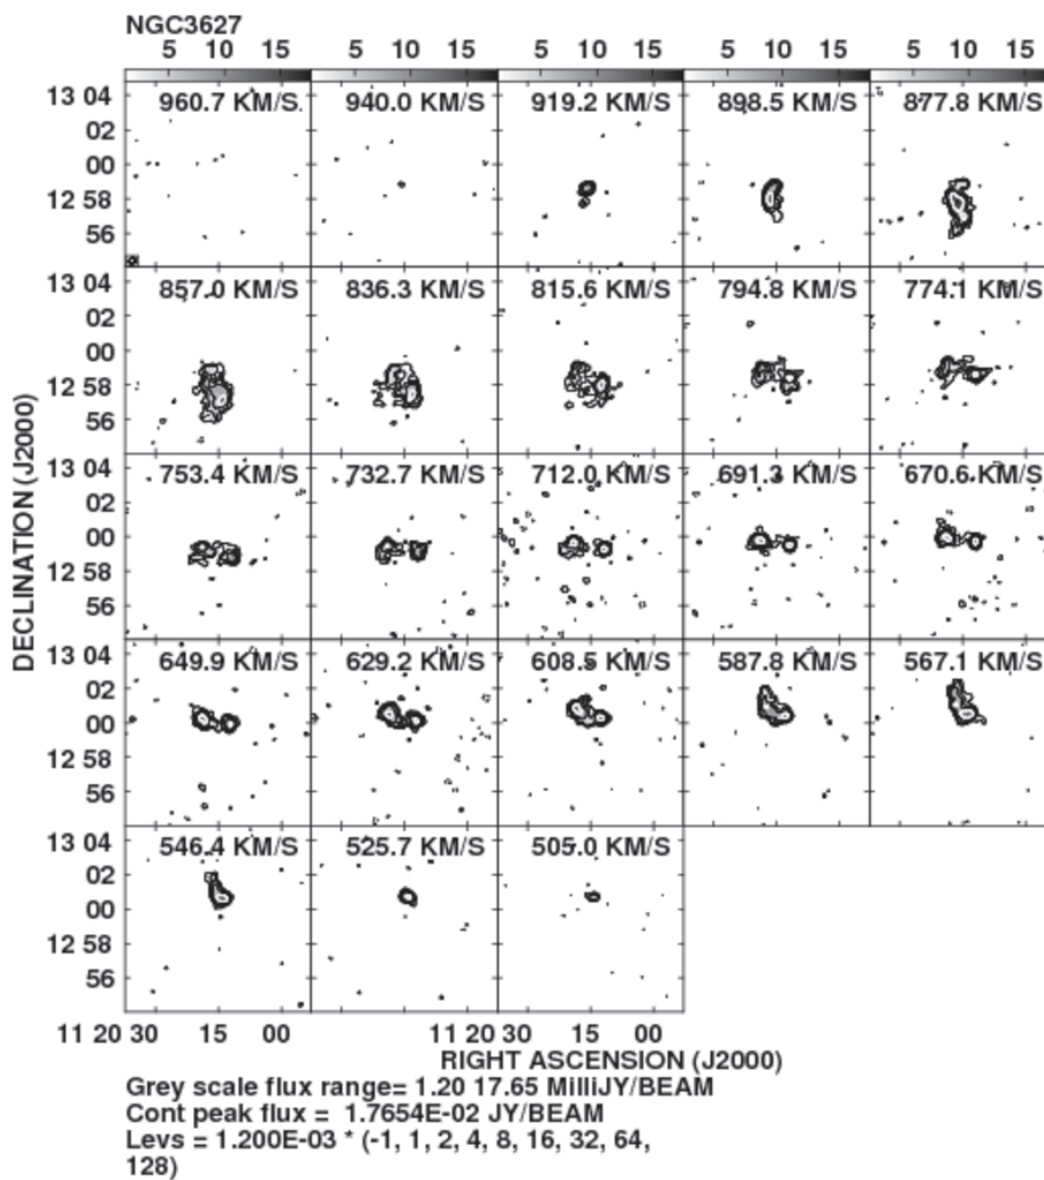 NGC3627
5 10 15 5 10 15 5 10 15 5 10 15 5 10 15
13 04 960.7 KM/S 940.0 KM/S 919.2 KM/S 898.5 KM/S 877.8 KM/S
02
00
12 58
56
13 04 857.0 KM/S 836.3 KM/S 815.6 KM/S 794.8 KM/S 774.1 KM/S
02
00
12 58
56
DECLINATION (J2000)
13 04 753.4 KM/S 732.7 KM/S 712.0 KM/S 691.3 KM/S 670.6 KM/S
02
00
12 58
56
13 04 649.9 KM/S 629.2 KM/S 608.5 KM/S 587.8 KM/S 567.1 KM/S
02
00
12 58
56
13 04 546.4 KM/S 525.7 KM/S 505.0 KM/S
02
00
12 58
56
11 20 30 15 00 11 20 30 15 00
RIGHT ASCENSION (J2000)
Grey scale flux range= 1.20 17.65 MilliJY/BEAM
Cont peak flux = 1.7654E-02 JY/BEAM
Levs = 1.200E-03 * (-1, 1, 2, 4, 8, 16, 32, 64,
128)